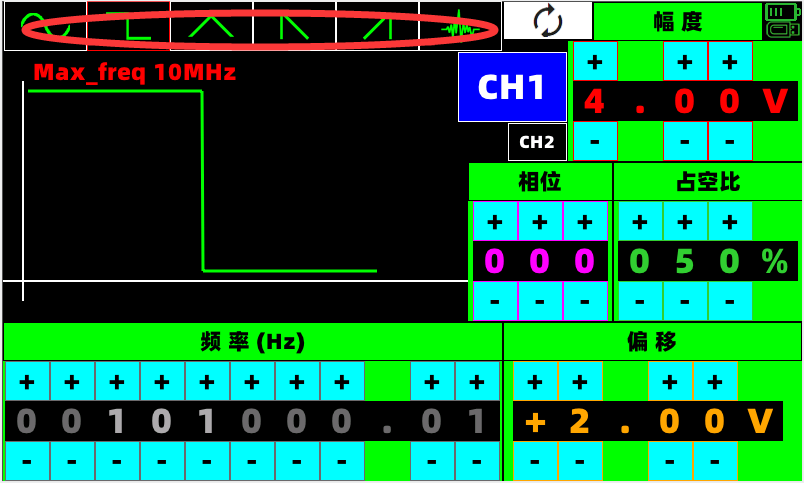 幅 度
Max_freq 10MHz
CH1
+ + +
4 . 0 0 V
- - -
CH2
相位
占空比
+ + +
+ + +
0 0 0
0 5 0 %
- - -
- - -
频 率 (Hz)
偏 移
+ + + + + + + + + +
+ + + +
0 0 1 0 1 0 0 0 . 0 1
+ 2 . 0 0 V
- - - - - - - - - -
- - - -